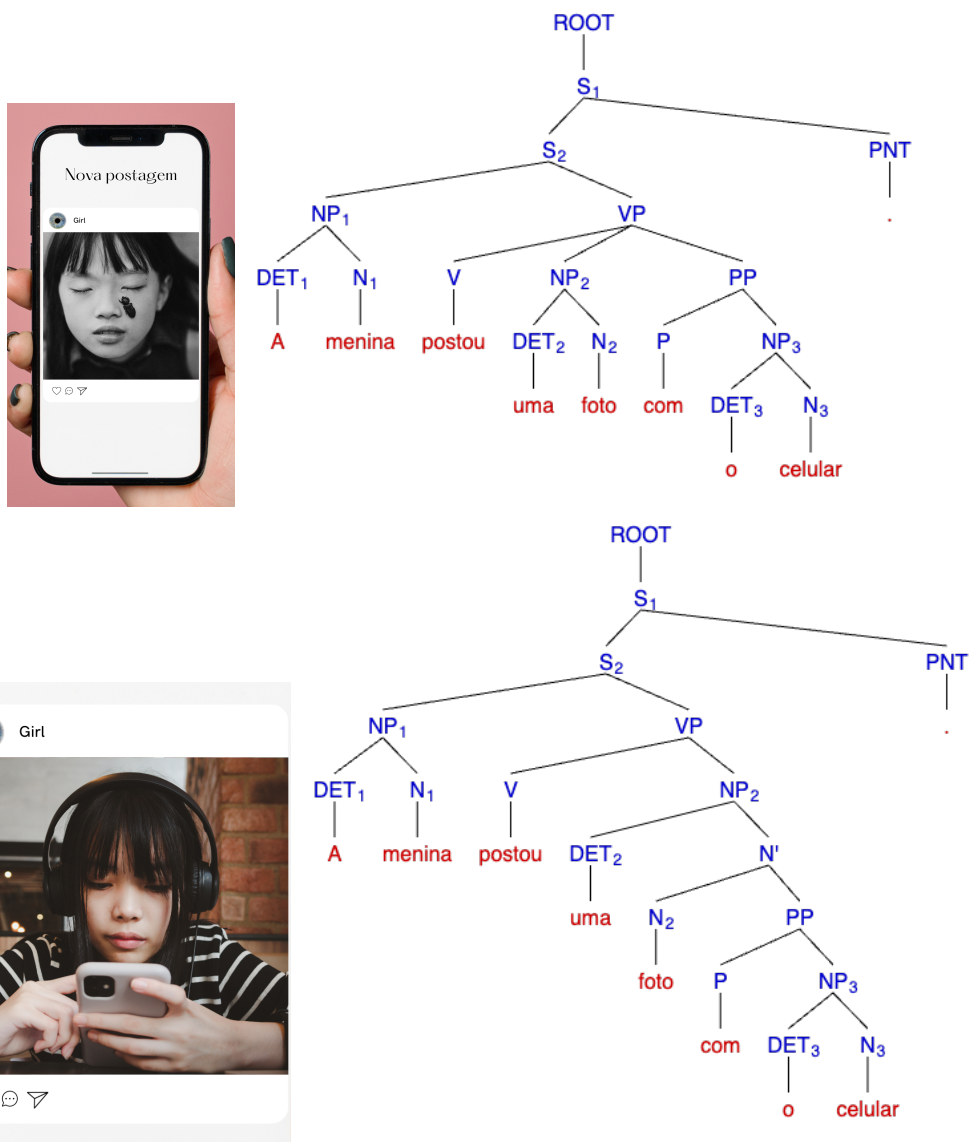 ROOT
S1
S2 PNT
Nova postagem
NP1 VP .
Girl
DET1 N1 V NP2 PP
A menina postou DET2 N2 P NP3
uma foto com DET3 N3
o celular
ROOT
S1
S2 PNT
NP1 VP .
Girl
DET1 N1 V NP2
A menina postou DET2 N'
uma N2 PP
foto P NP3
com DET3 N3
o celular